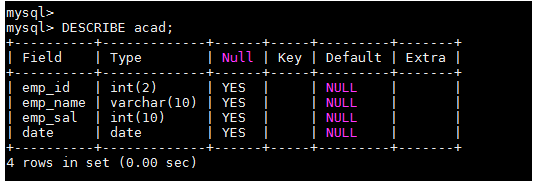 mysql>
mysql> DESCRIBE acad;
+----------+-------------+------+-----+---------+-------+
| Field    | Type        | Null | Key | Default | Extra |
+----------+-------------+------+-----+---------+-------+
| emp_id   | int(2)      | YES  |     | NULL    |       |
| emp_name | varchar(10) | YES  |     | NULL    |       |
| emp_sal  | int(10)     | YES  |     | NULL    |       |
| date     | date        | YES  |     | NULL    |       |
+----------+-------------+------+-----+---------+-------+
4 rows in set (0.00 sec)